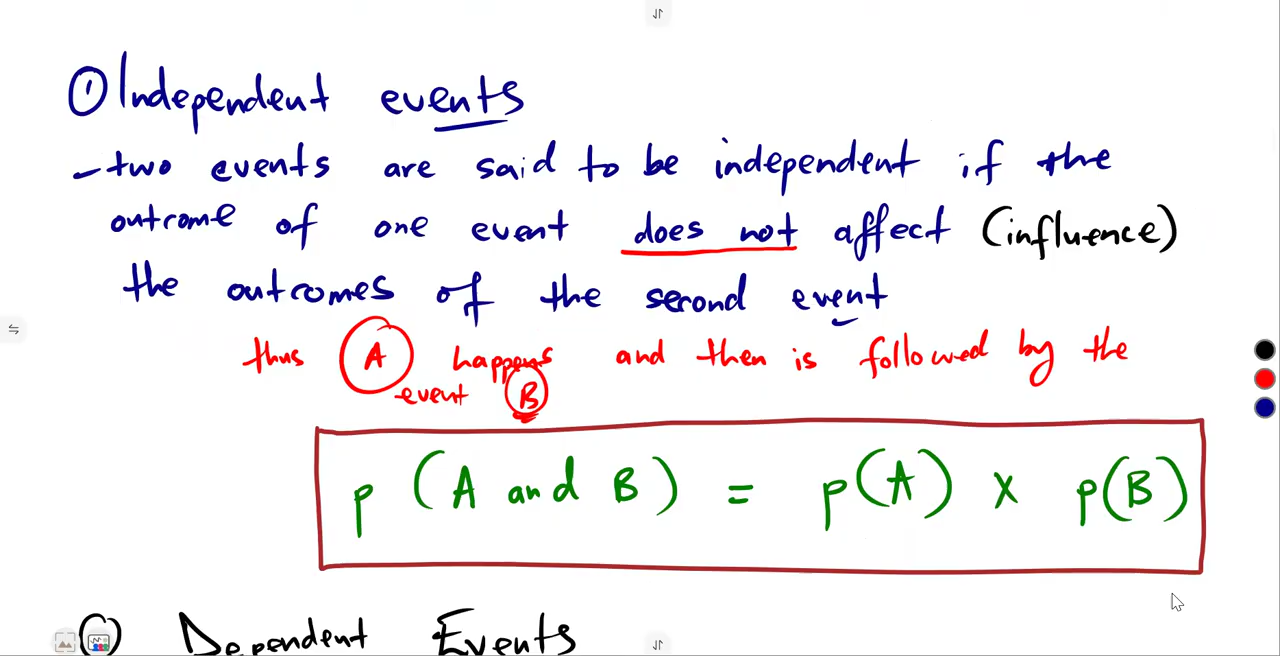 ① Independent events
- two events are said to be independent if the
outcome of one event does not affect (influence)
the outcomes of the second event
thus A happens and then is followed by the
event B
p (A and B) = p(A) x p(B)
Dependent Events